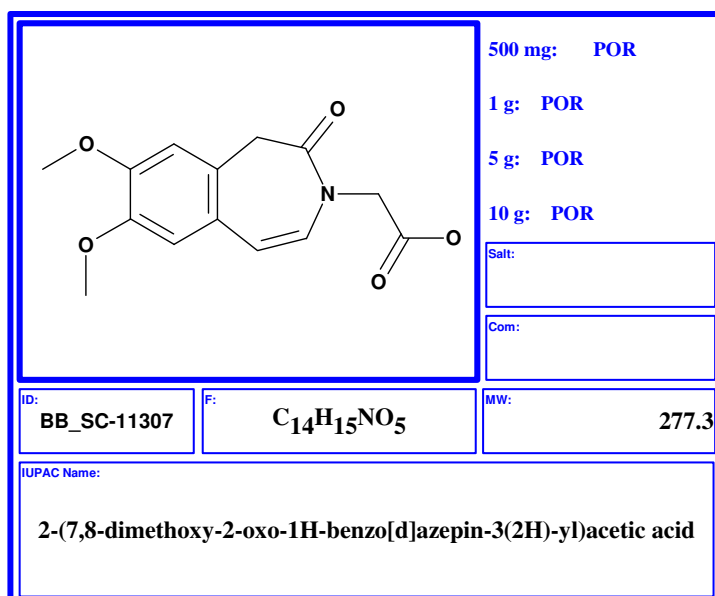 500 mg: POR
1 g: POR
5 g: POR
10 g: POR
O
O
N
O
O
O
Salt:
Com:
ID:
BB_SC-11307
F:
C14H15NO5
MW:
277.3
IUPAC Name:
2-(7,8-dimethoxy-2-oxo-1H-benzo[d]azepin-3(2H)-yl)acetic acid